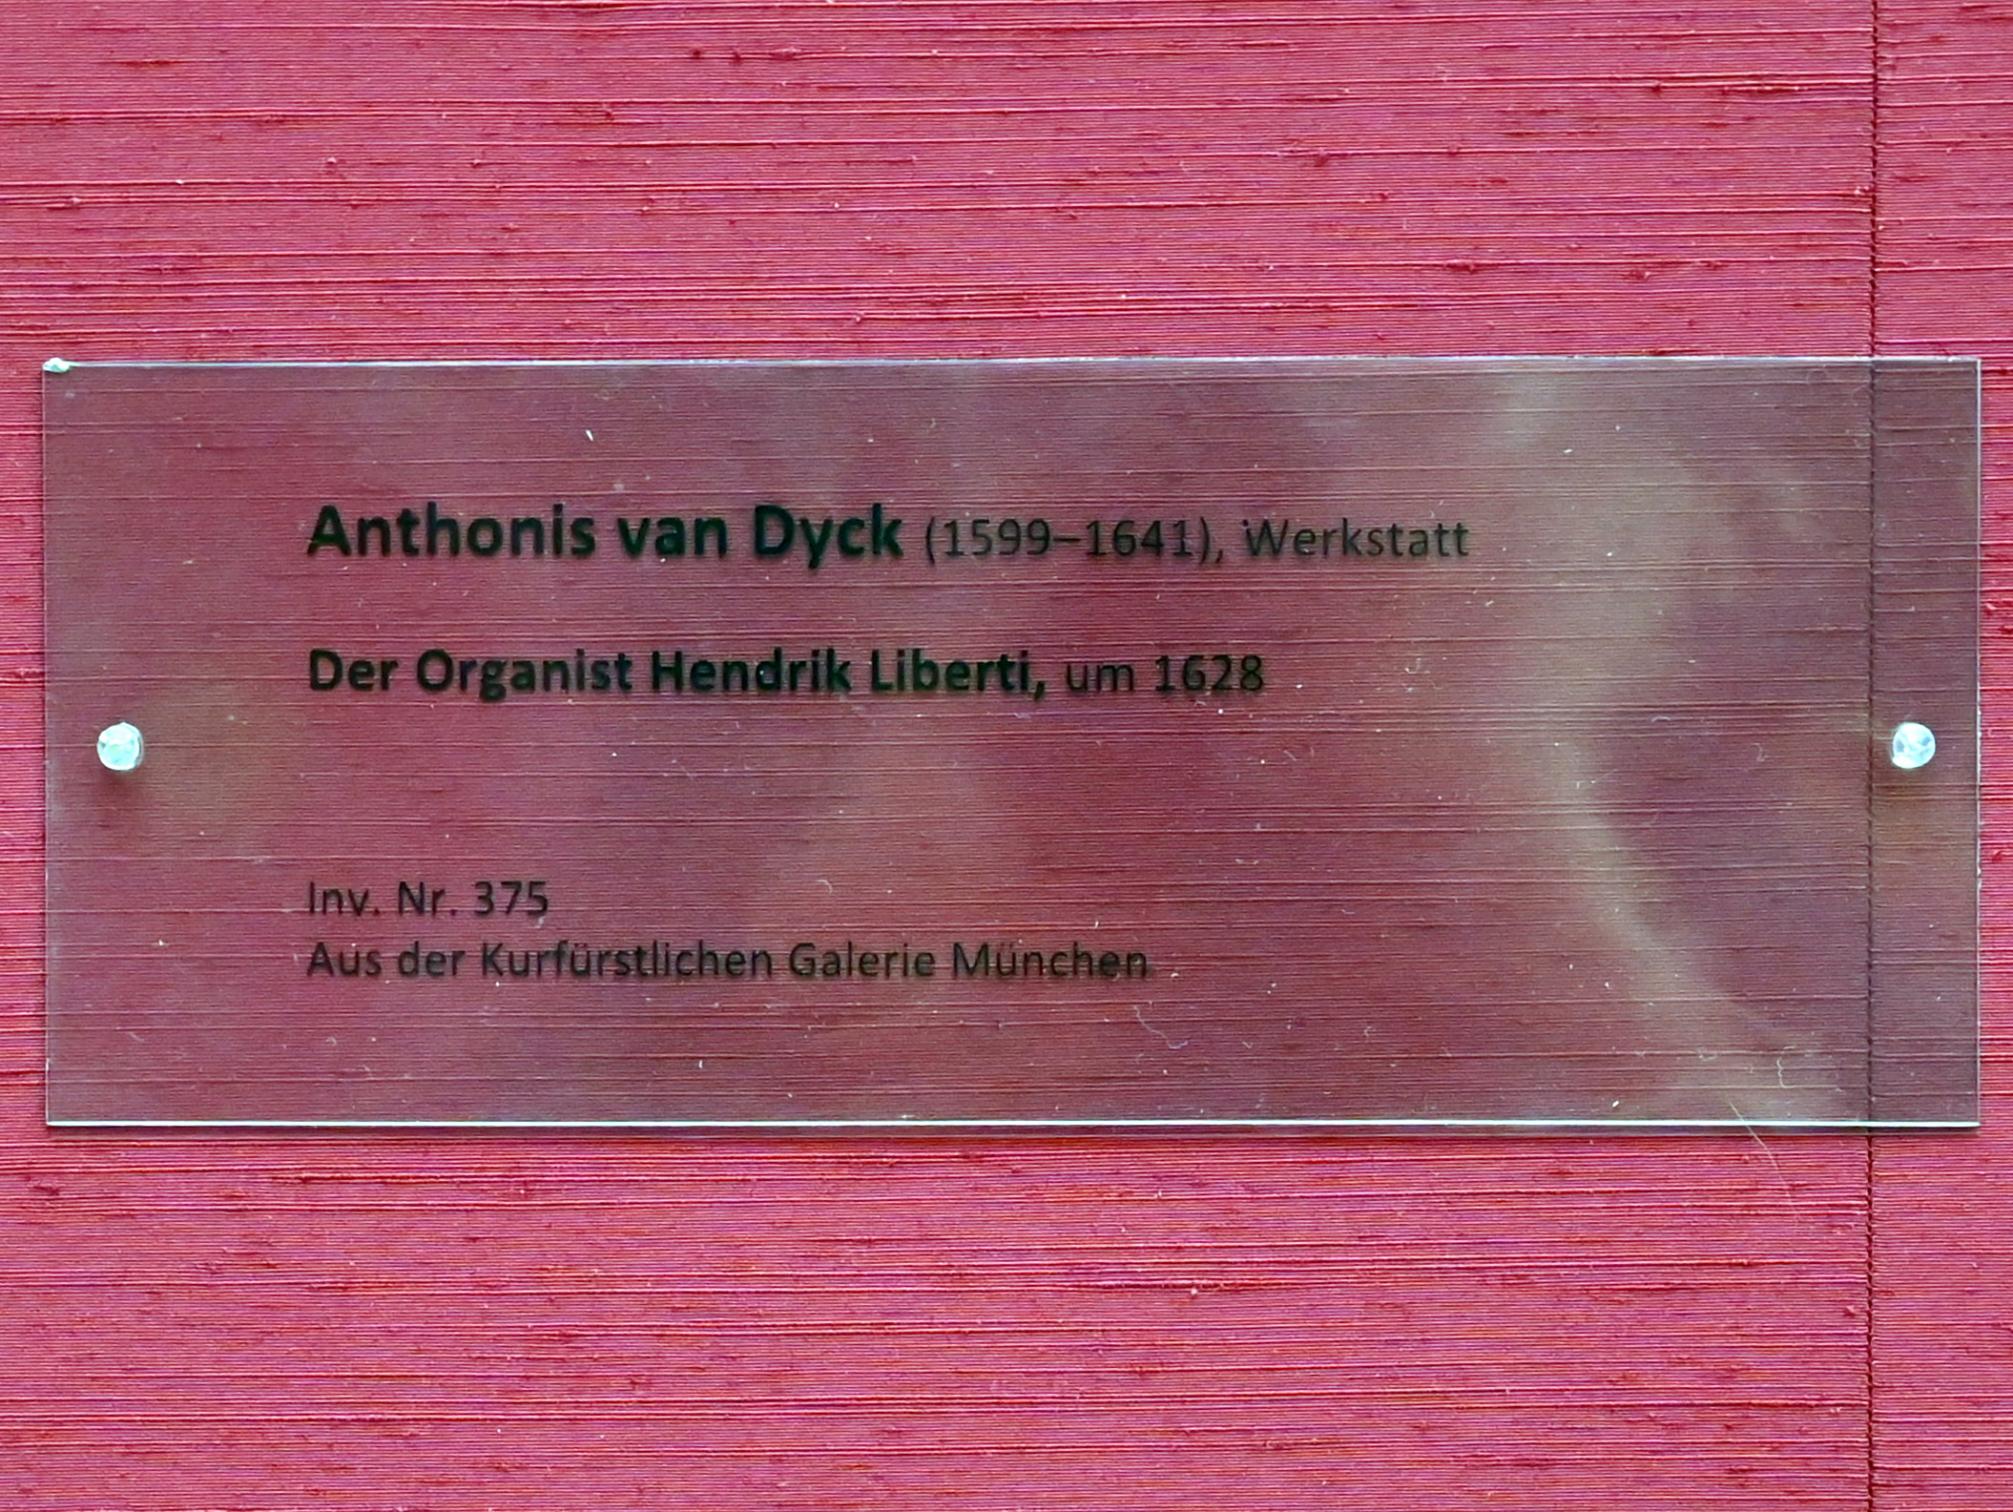 Anthonis van Dyck (1599–1641), Werkstatt
Der Organist Hendrik Liberti, um 1628
Inv. Nr. 375
Aus der Kurfürstlichen Galerie München